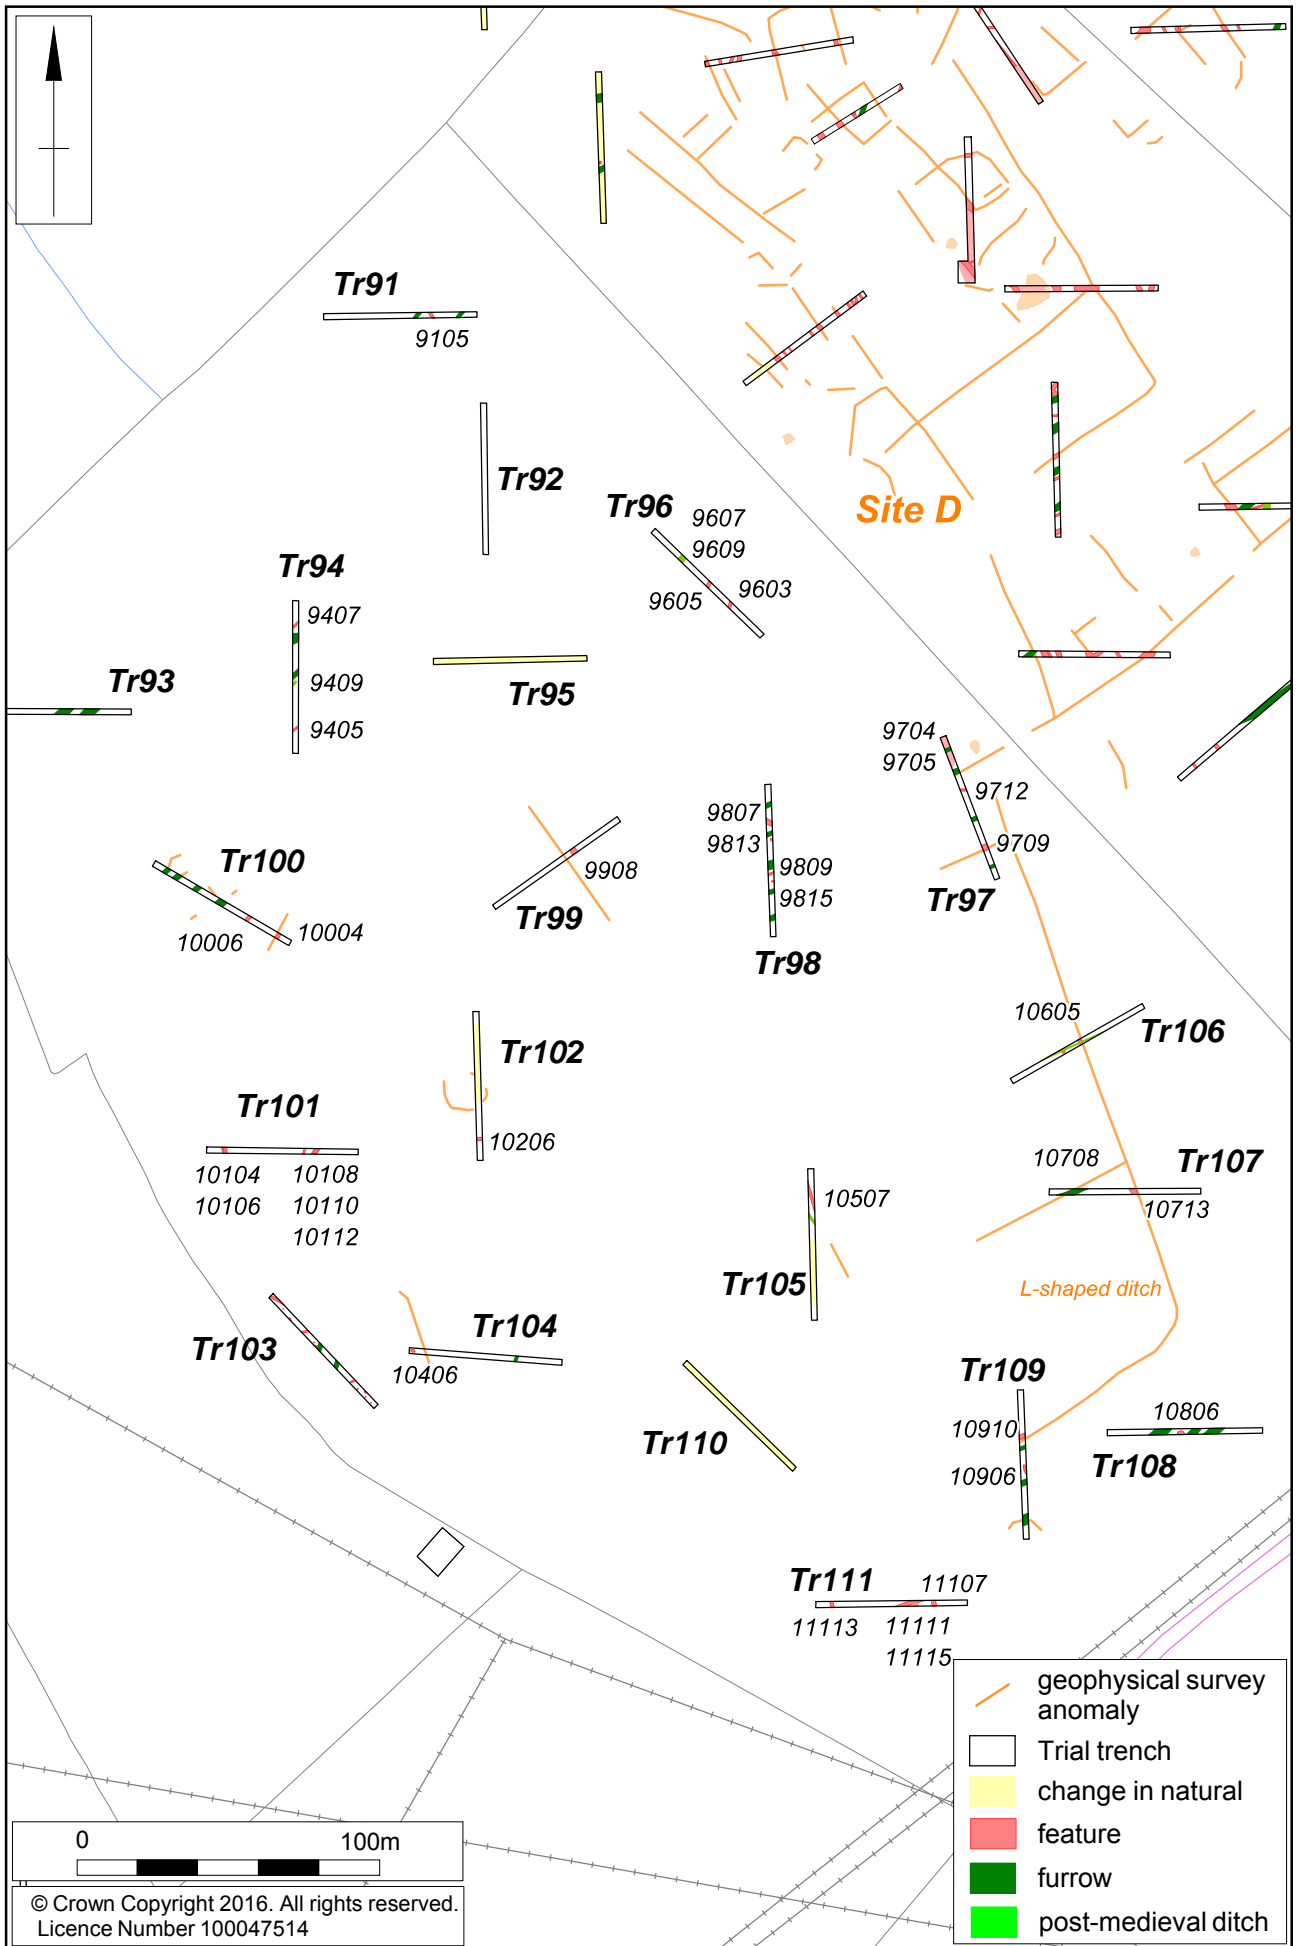 Tr91
9105
Tr92
Tr96
9607
9609
9605
9603
Site D
Tr94
9407
9409
9405
Tr93
Tr95
9704
9705
9712
9709
Tr97
9807
9813
9809
9815
Tr98
Tr100
10006
10004
9908
Tr99
10605
Tr106
Tr102
10206
Tr101
10104
10106
10108
10110
10112
10708
Tr107
10713
10507
Tr105
L-shaped ditch
Tr103
Tr104
10406
Tr109
10910
10906
10806
Tr108
Tr110
Tr111
11107
11113
11111
11115
geophysical survey
anomaly
Trial trench
change in natural
feature
furrow
post-medieval ditch
0 100m
© Crown Copyright 2016. All rights reserved.
Licence Number 100047514